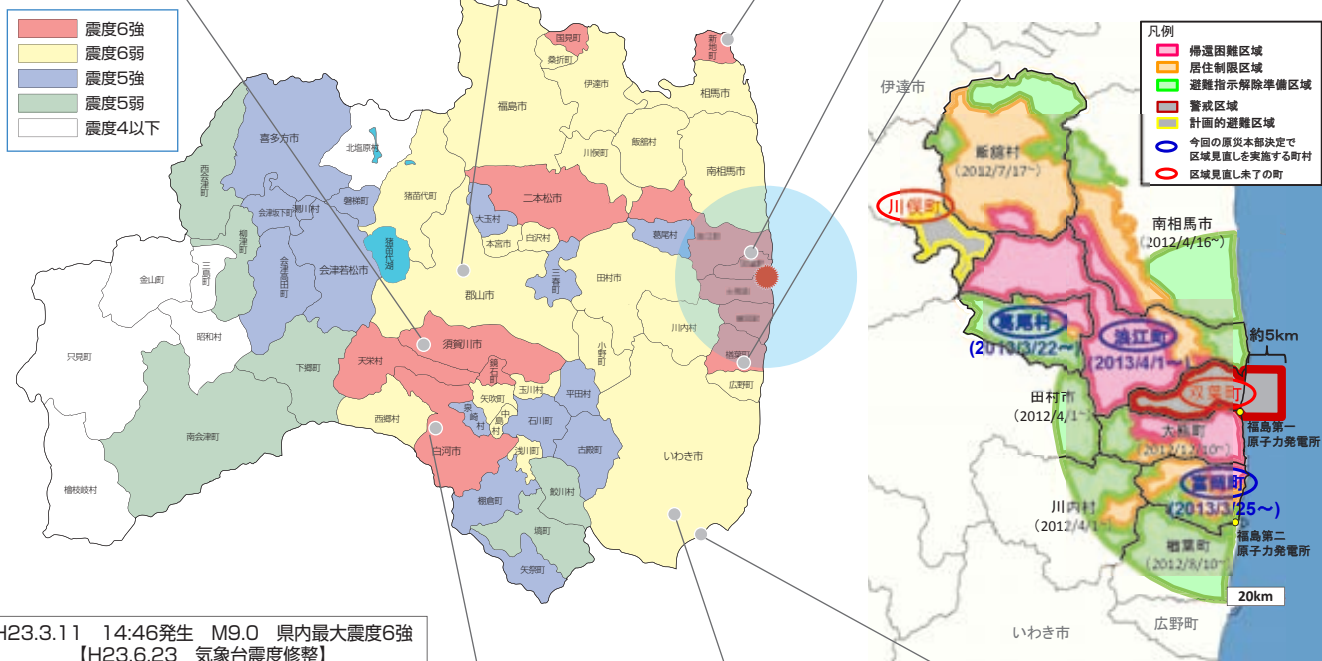 震度6強
震度6弱
震度5強
震度5弱
震度4以下
国見町
桑折町
新地町
伊達市
相馬市
福島市
喜多方市
北塩原村
川俣町
飯舘村
南相馬市
西会津町
猪苗代町
二本松市
会津坂下町
湯川村
磐梯町
大玉村
葛尾村
柳津町
猪苗代湖
本宮市
白沢村
三島町
会津高田町
会津若松市
金山町
三春町
田村市
郡山市
昭和村
川内村
只見町
下郷町
天栄村
須賀川市
鏡石町
小野町
楢葉町
広野町
玉川村
平田村
矢吹町
西郷村
泉崎村
中島村
石川町
南会津町
白河市
浅川町
古殿町
いわき市
檜枝岐村
棚倉町
鮫川村
塙町
矢祭町
H23.3.11 14:46発生 M9.0 県内最大震度6強
【H23.6.23 気象台震度修整】
凡例
帰還困難区域
居住制限区域
避難指示解除準備区域
警戒区域
計画的避難区域
今回の原災本部決定で
区域見直しを実施する町村
区域見直し未了の町
伊達市
飯舘村
(2012/7/17~)
川俣町
南相馬市
(2012/4/16~)
葛尾村
(2013/3/22～)
浪江町
(2013/4/1～)
約5km
田村市
(2012/4/1~)
双葉町
福島第一
原子力発電所
大熊町
(2012/12/10~)
富岡町
(2013/3/25～)
川内村
(2012/4/1~)
福島第二
原子力発電所
楢葉町
(2012/8/10~)
20km
広野町
いわき市